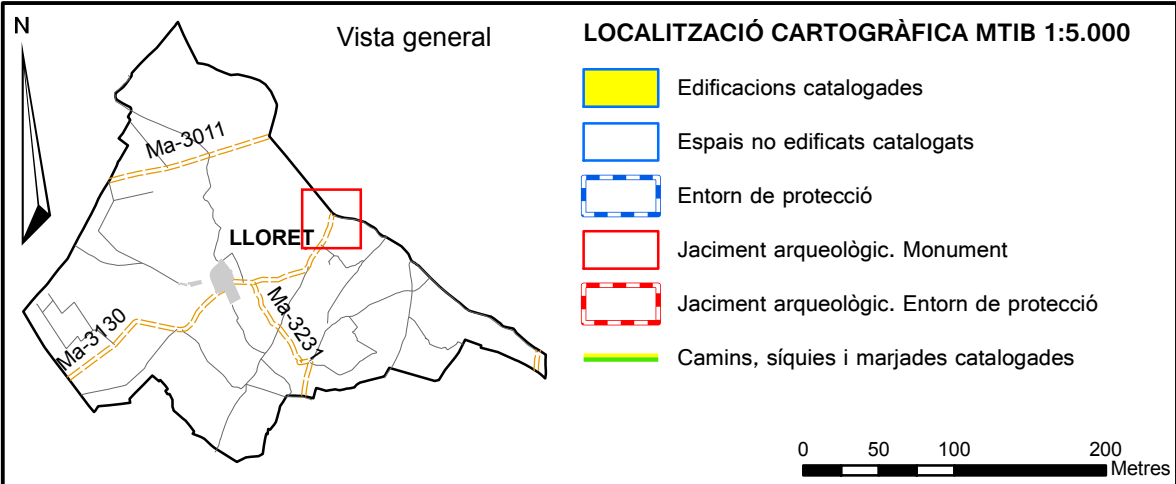 N
Vista general
Ma-3011
LLORET
Ma-3130
Ma-3231
LOCALITZACIÓ CARTOGRÀFICA MTIB 1:5.000
Edificacions catalogades
Espais no edificats catalogats
Entorn de protecció
Jaciment arqueològic. Monument
Jaciment arqueològic. Entorn de protecció
Camins, síquies i marjades catalogades
0 50 100 200
Metres